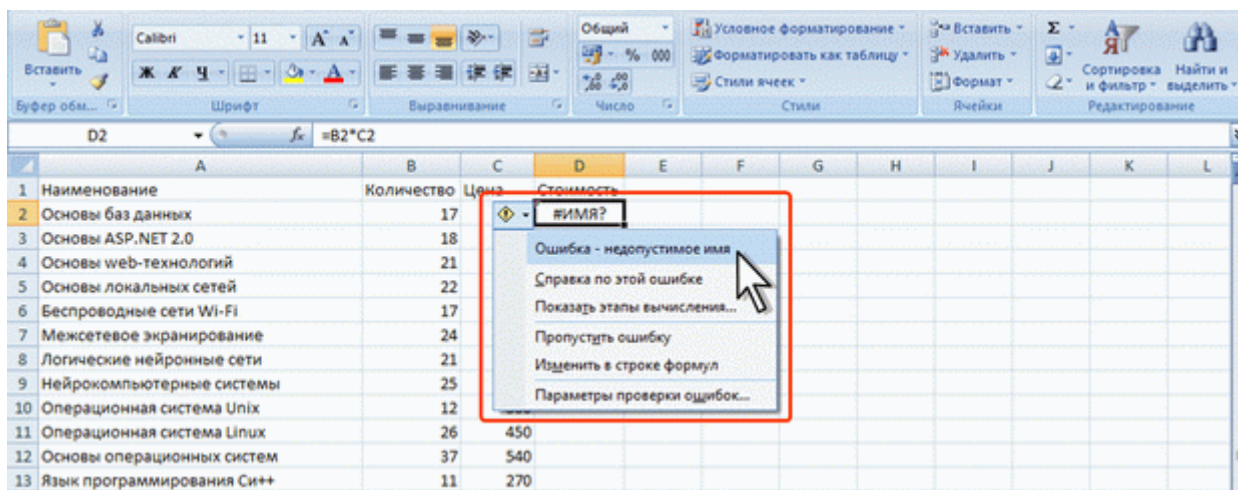 Calibri 11 A A Общий Условное форматирование Вставить Σ
Вставить Ж К Ч A % 000 Форматировать как таблицу Удалить Сортировка и фильтр Найти и выделить
Стили ячеек Формат
Буфер обм... Шрифт Выравнивание Число Стили Ячейки Редактирование
D2 fx =B2*C2
A B C D E F G H I J K L
1 Наименование Количество Цена Стоимость
2 Основы баз данных 17 #ИМЯ?
3 Основы ASP.NET 2.0 18
Ошибка - недопустимое имя
4 Основы web-технологий 21
Справка по этой ошибке
5 Основы локальных сетей 22
Показать этапы вычисления...
6 Беспроводные сети Wi-Fi 17
7 Межсетевое экранирование 24
Пропустить ошибку
8 Логические нейронные сети 21
Изменить в строке формул
9 Нейрокомпьютерные системы 25
Параметры проверки ошибок...
10 Операционная система Unix 12
11 Операционная система Linux 26 450
12 Основы операционных систем 37 540
13 Язык программирования Си++ 11 270